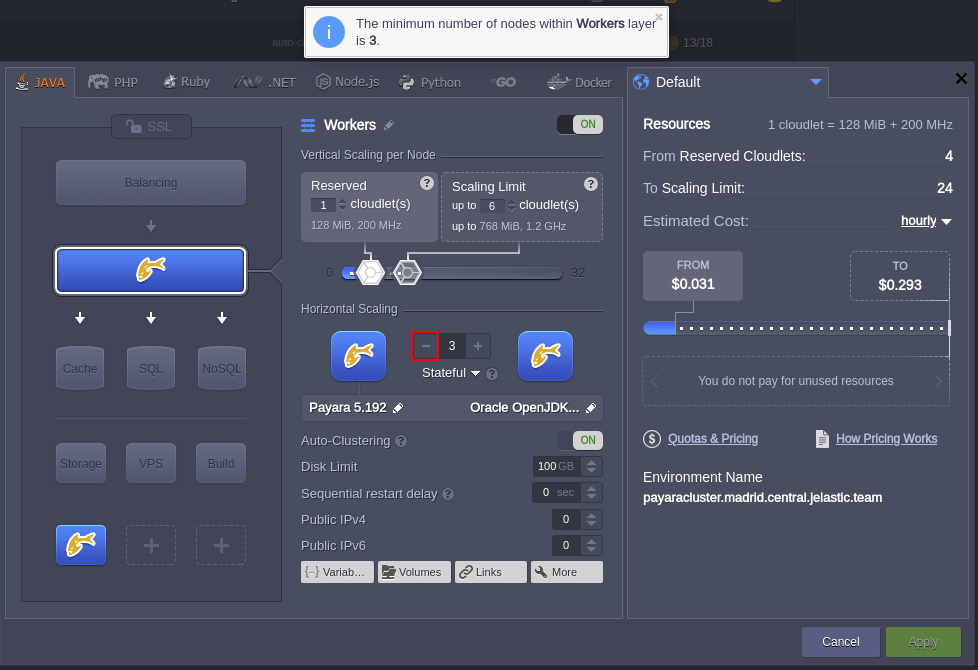 The minimum number of nodes within Workers layer
is 3.
auto-cl
13/18
JAVA
PHP
Ruby
.NET
Node.js
Python
GO
Docker
Default
SSL
Balancing
Cache
SQL
NoSQL
Storage
VPS
Build
Workers
ON
Vertical Scaling per Node
Reserved ?
1 cloudlet(s)
128 MiB, 200 MHz
Scaling Limit ?
up to 6 cloudlet(s)
up to 768 MiB, 1.2 GHz
0
32
Horizontal Scaling
− 3 +
Stateful ?
Payara 5.192
Oracle OpenJDK...
Auto-Clustering ? ON
Disk Limit 100 GB
Sequential restart delay ? 0 sec
Public IPv4 0
Public IPv6 0
Variab...
Volumes
Links
More
Resources
1 cloudlet = 128 MiB + 200 MHz
From Reserved Cloudlets: 4
To Scaling Limit: 24
Estimated Cost: hourly
FROM
$0.031
TO
$0.293
You do not pay for unused resources
Quotas & Pricing
How Pricing Works
Environment Name
payaracluster.madrid.central.jelastic.team
Cancel
Apply